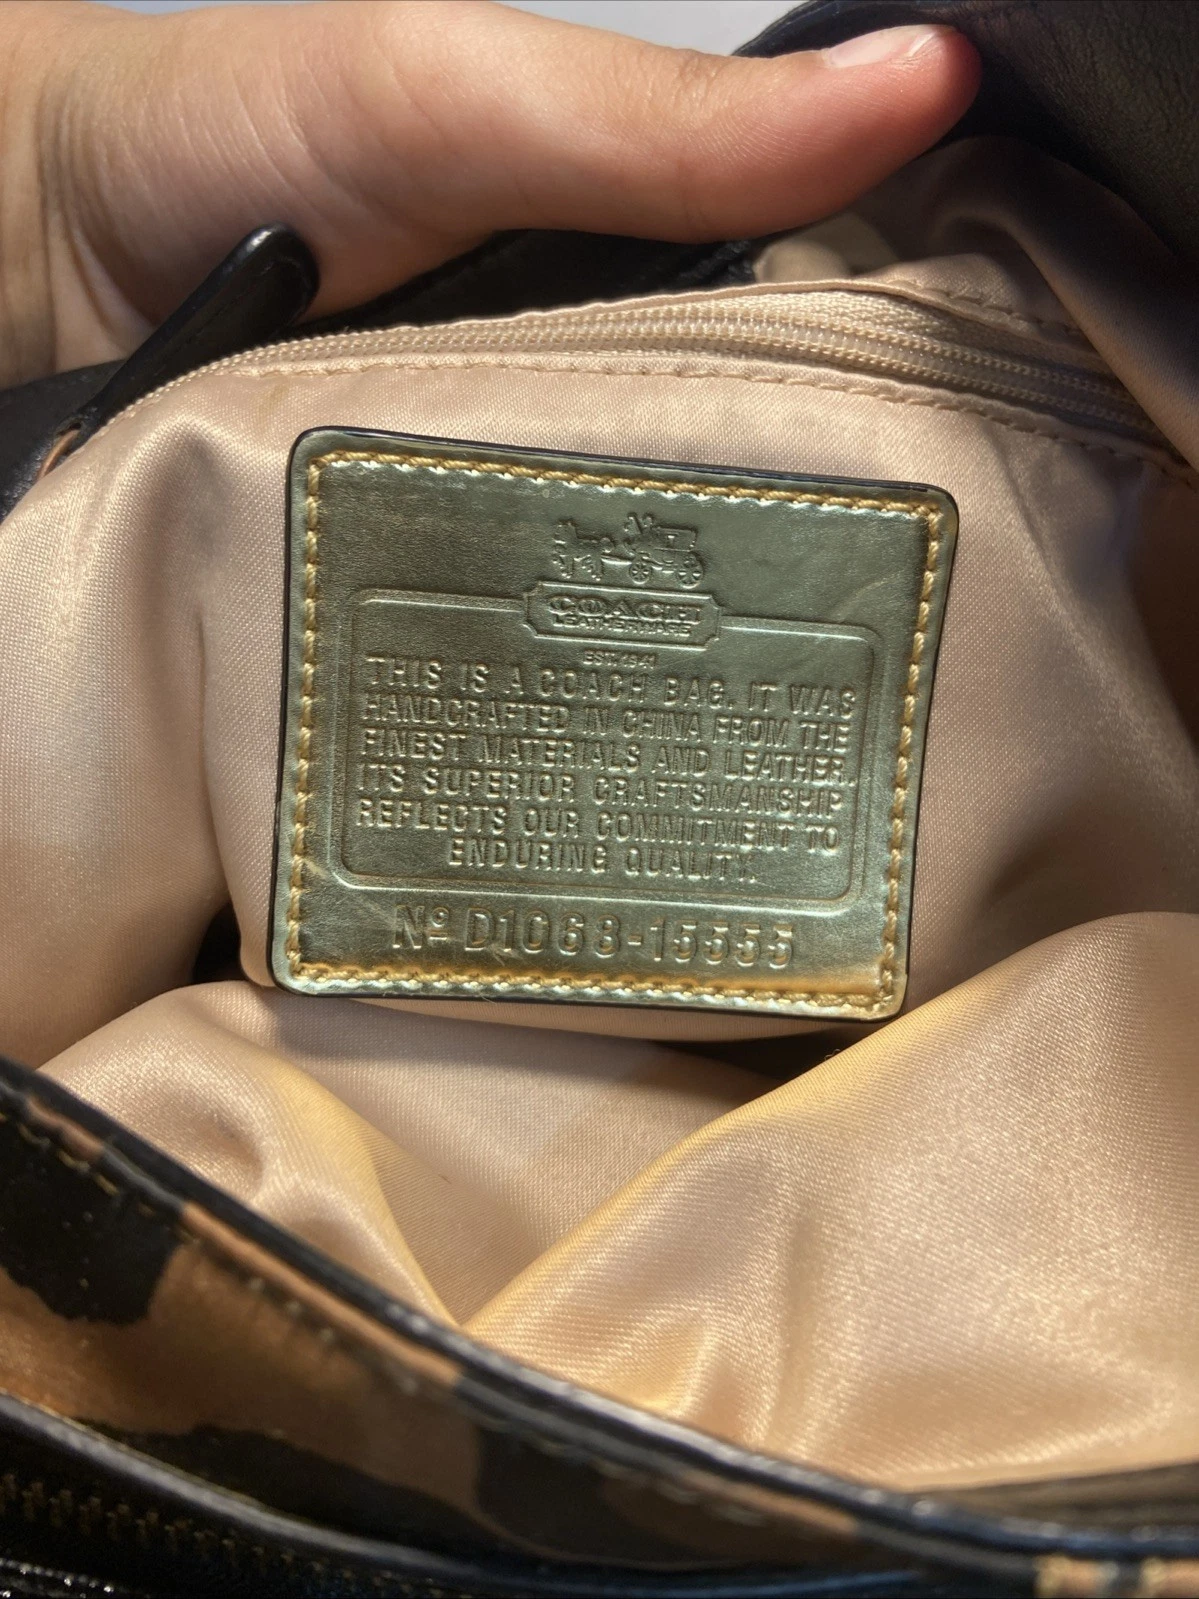 COACH
LEATHERWARE
EST. 1941
THIS IS A COACH BAG. IT WAS
HANDCRAFTED IN CHINA FROM THE
FINEST MATERIALS AND LEATHER.
ITS SUPERIOR CRAFTSMANSHIP
REFLECTS OUR COMMITMENT TO
ENDURING QUALITY.
Nº D1068-15555